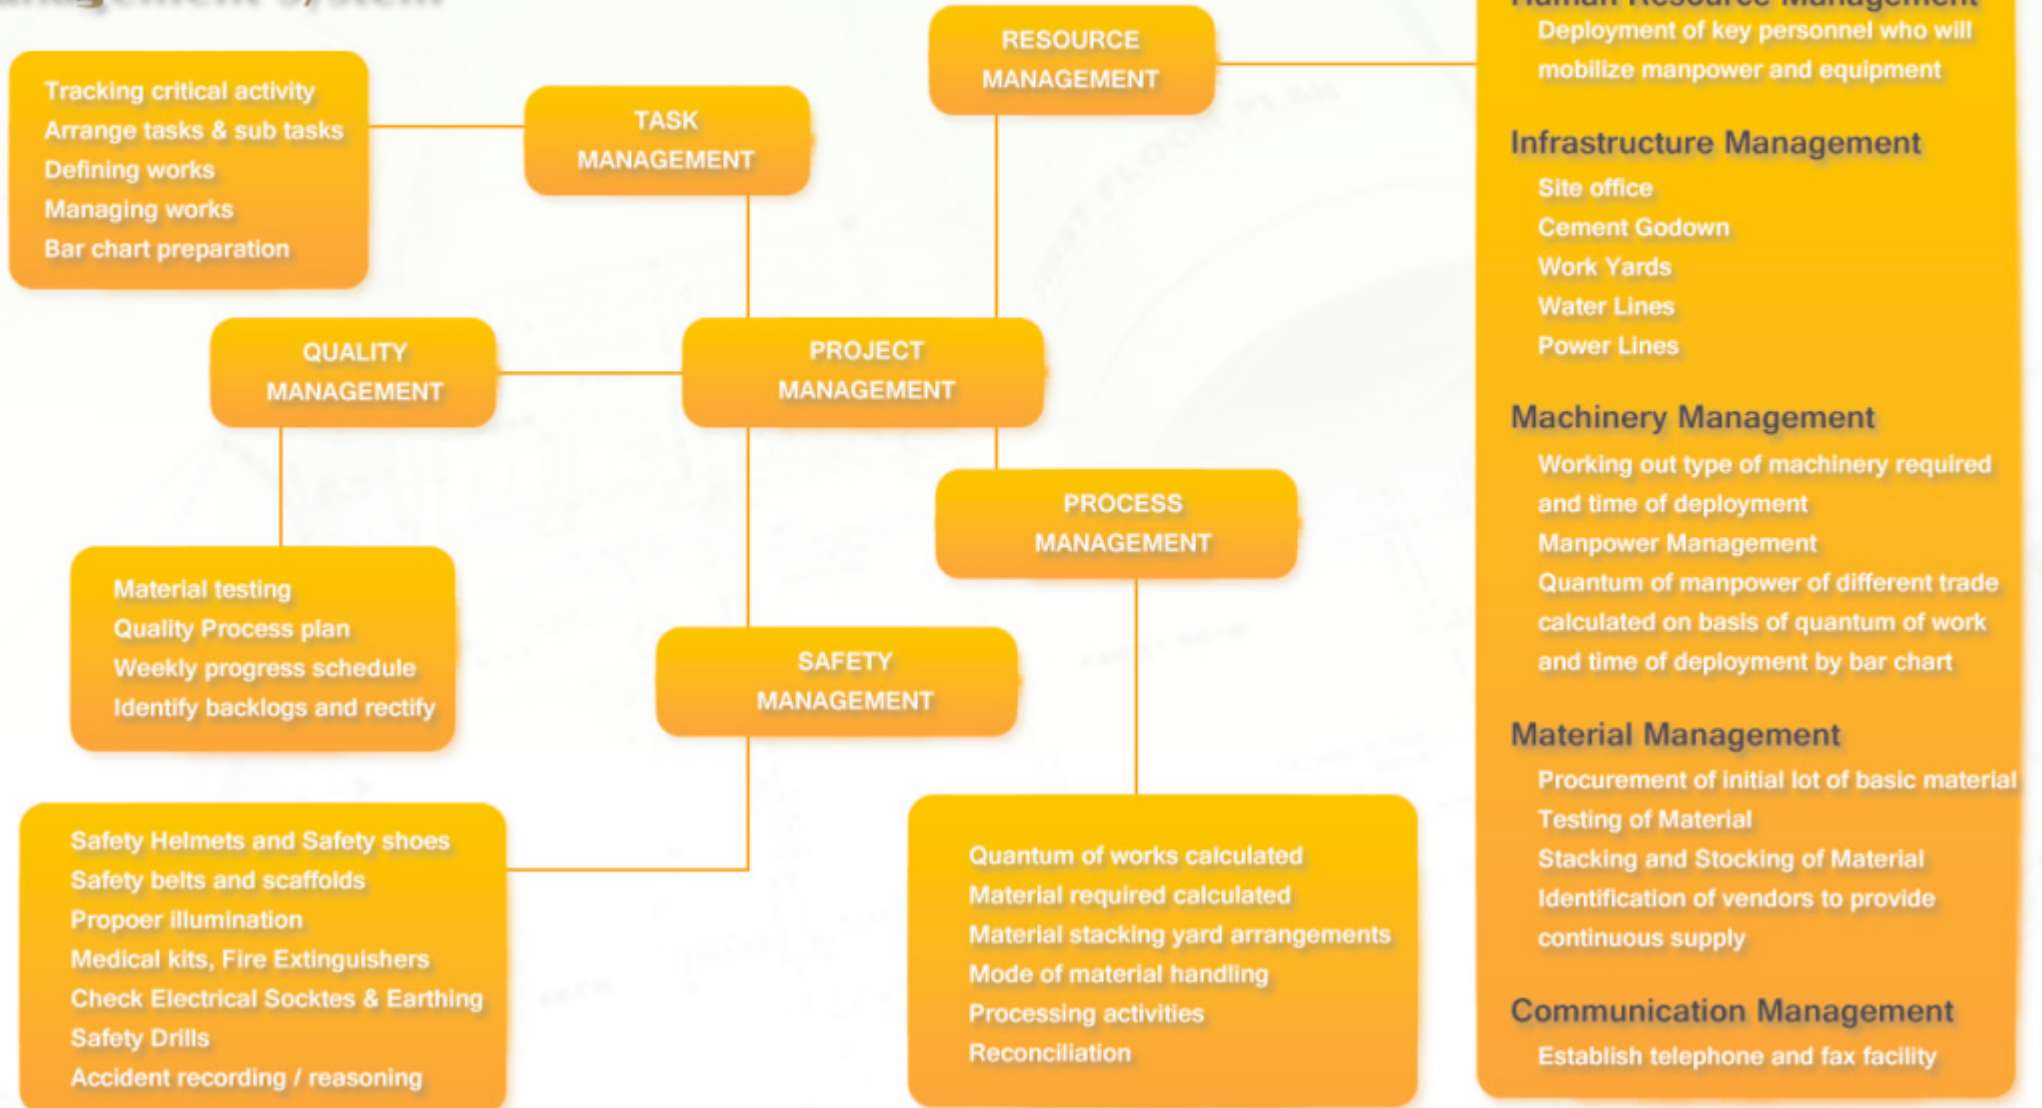 RESOURCE
MANAGEMENT
TASK
MANAGEMENT
Tracking critical activity
Arrange tasks & sub tasks
Defining works
Managing works
Bar chart preparation
QUALITY
MANAGEMENT
PROJECT
MANAGEMENT
PROCESS
MANAGEMENT
Material testing
Quality Process plan
Weekly progress schedule
Identify backlogs and rectify
SAFETY
MANAGEMENT
Safety Helmets and Safety shoes
Safety belts and scaffolds
Propoer illumination
Medical kits, Fire Extinguishers
Check Electrical Socktes & Earthing
Safety Drills
Accident recording / reasoning
Quantum of works calculated
Material required calculated
Material stacking yard arrangements
Mode of material handling
Processing activities
Reconciliation
Human Resource Management
Deployment of key personnel who will
mobilize manpower and equipment
Infrastructure Management
Site office
Cement Godown
Work Yards
Water Lines
Power Lines
Machinery Management
Working out type of machinery required
and time of deployment
Manpower Management
Quantum of manpower of different trade
calculated on basis of quantum of work
and time of deployment by bar chart
Material Management
Procurement of initial lot of basic material
Testing of Material
Stacking and Stocking of Material
Identification of vendors to provide
continuous supply
Communication Management
Establish telephone and fax facility